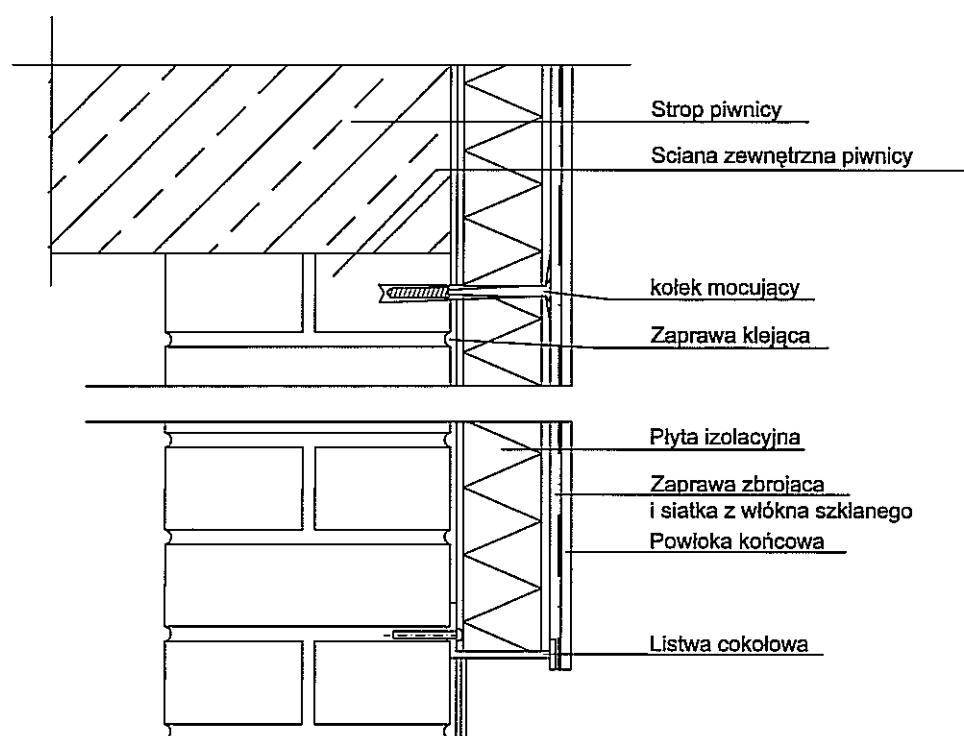 Strop piwnicy
Sciana zewnętrzna piwnicy
kołek mocujący
Zaprawa klejąca
Płyta izolacyjna
Zaprawa zbrojaca
i siatka z włókna szklanego
Powłoka końcowa
Listwa cokołowa